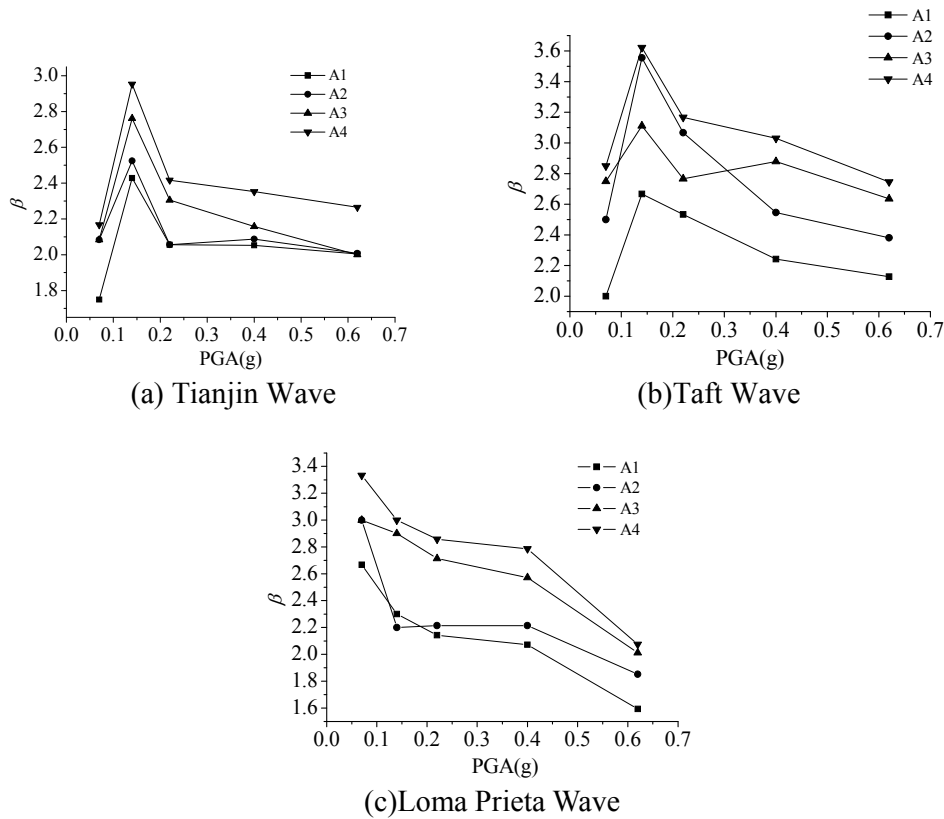 A1
A2
A3
A4
3.0
2.8
2.6
2.4
2.2
2.0
1.8
β
0.0 0.1 0.2 0.3 0.4 0.5 0.6 0.7
PGA(g)
(a) Tianjin Wave
A1
A2
A3
A4
3.6
3.4
3.2
3.0
2.8
2.6
2.4
2.2
2.0
β
0.0 0.1 0.2 0.3 0.4 0.5 0.6 0.7
PGA(g)
(b)Taft Wave
A1
A2
A3
A4
3.4
3.2
3.0
2.8
2.6
2.4
2.2
2.0
1.8
1.6
β
0.0 0.1 0.2 0.3 0.4 0.5 0.6 0.7
PGA(g)
(c)Loma Prieta Wave